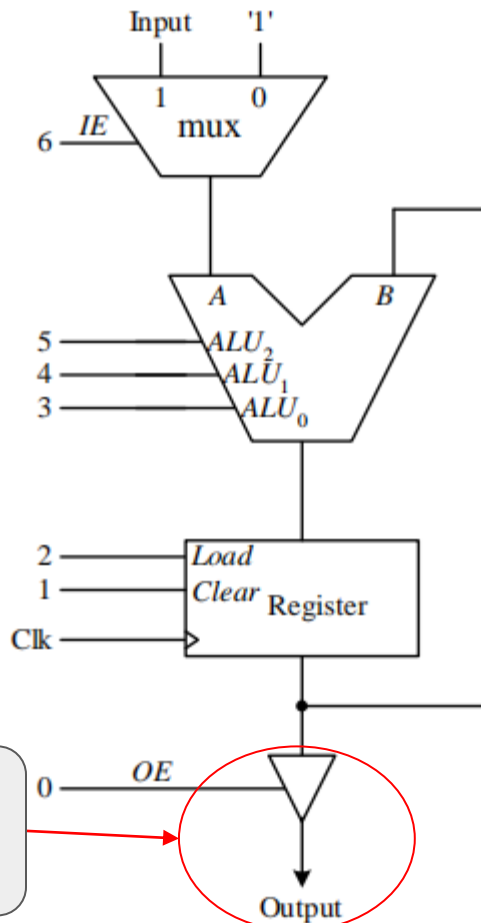 Input '1'
1 0
mux
6 IE
A B
5 ALU2
4 ALU1
3 ALU0
2 Load
1 Clear
Register
Clk
0 OE
Output